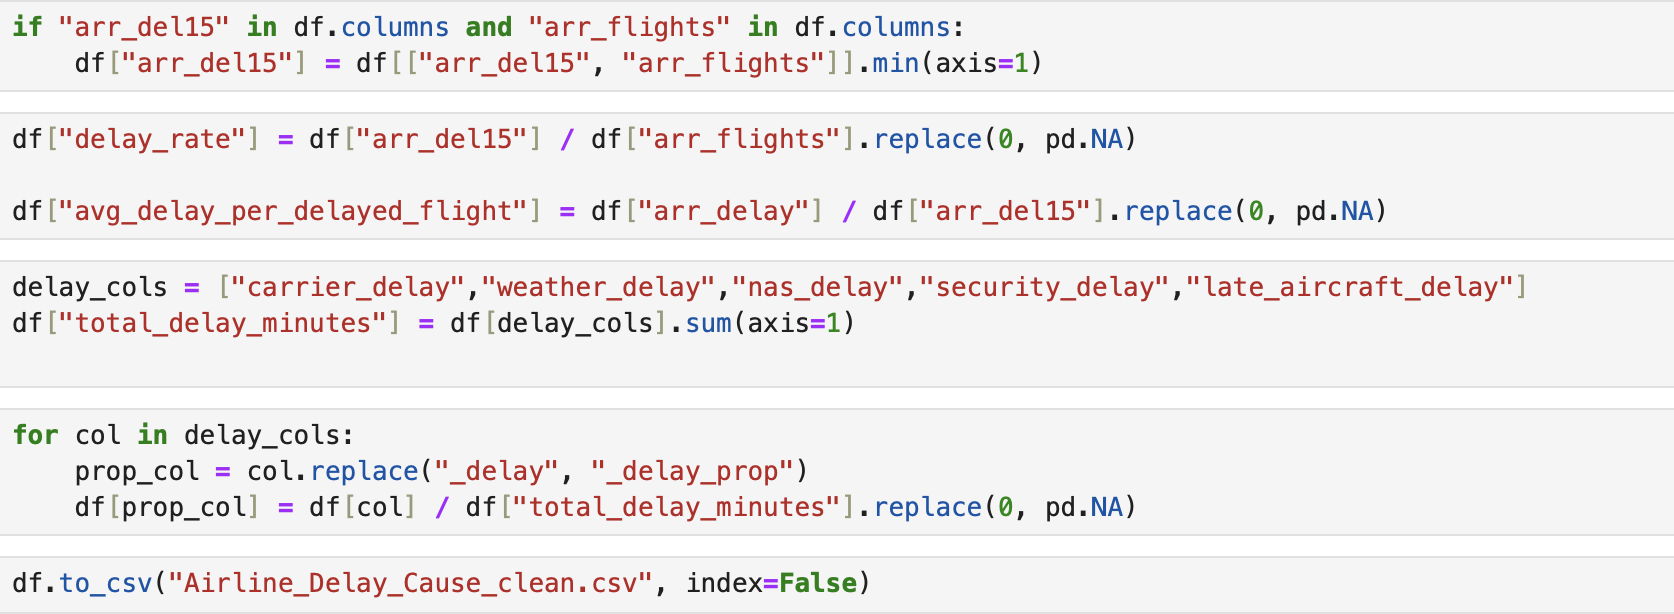 if "arr_del15" in df.columns and "arr_flights" in df.columns:
    df["arr_del15"] = df[["arr_del15", "arr_flights"]].min(axis=1)
df["delay_rate"] = df["arr_del15"] / df["arr_flights"].replace(0, pd.NA)
df["avg_delay_per_delayed_flight"] = df["arr_delay"] / df["arr_del15"].replace(0, pd.NA)
delay_cols = ["carrier_delay","weather_delay","nas_delay","security_delay","late_aircraft_delay"]
df["total_delay_minutes"] = df[delay_cols].sum(axis=1)
for col in delay_cols:
    prop_col = col.replace("_delay", "_delay_prop")
    df[prop_col] = df[col] / df["total_delay_minutes"].replace(0, pd.NA)
df.to_csv("Airline_Delay_Cause_clean.csv", index=False)